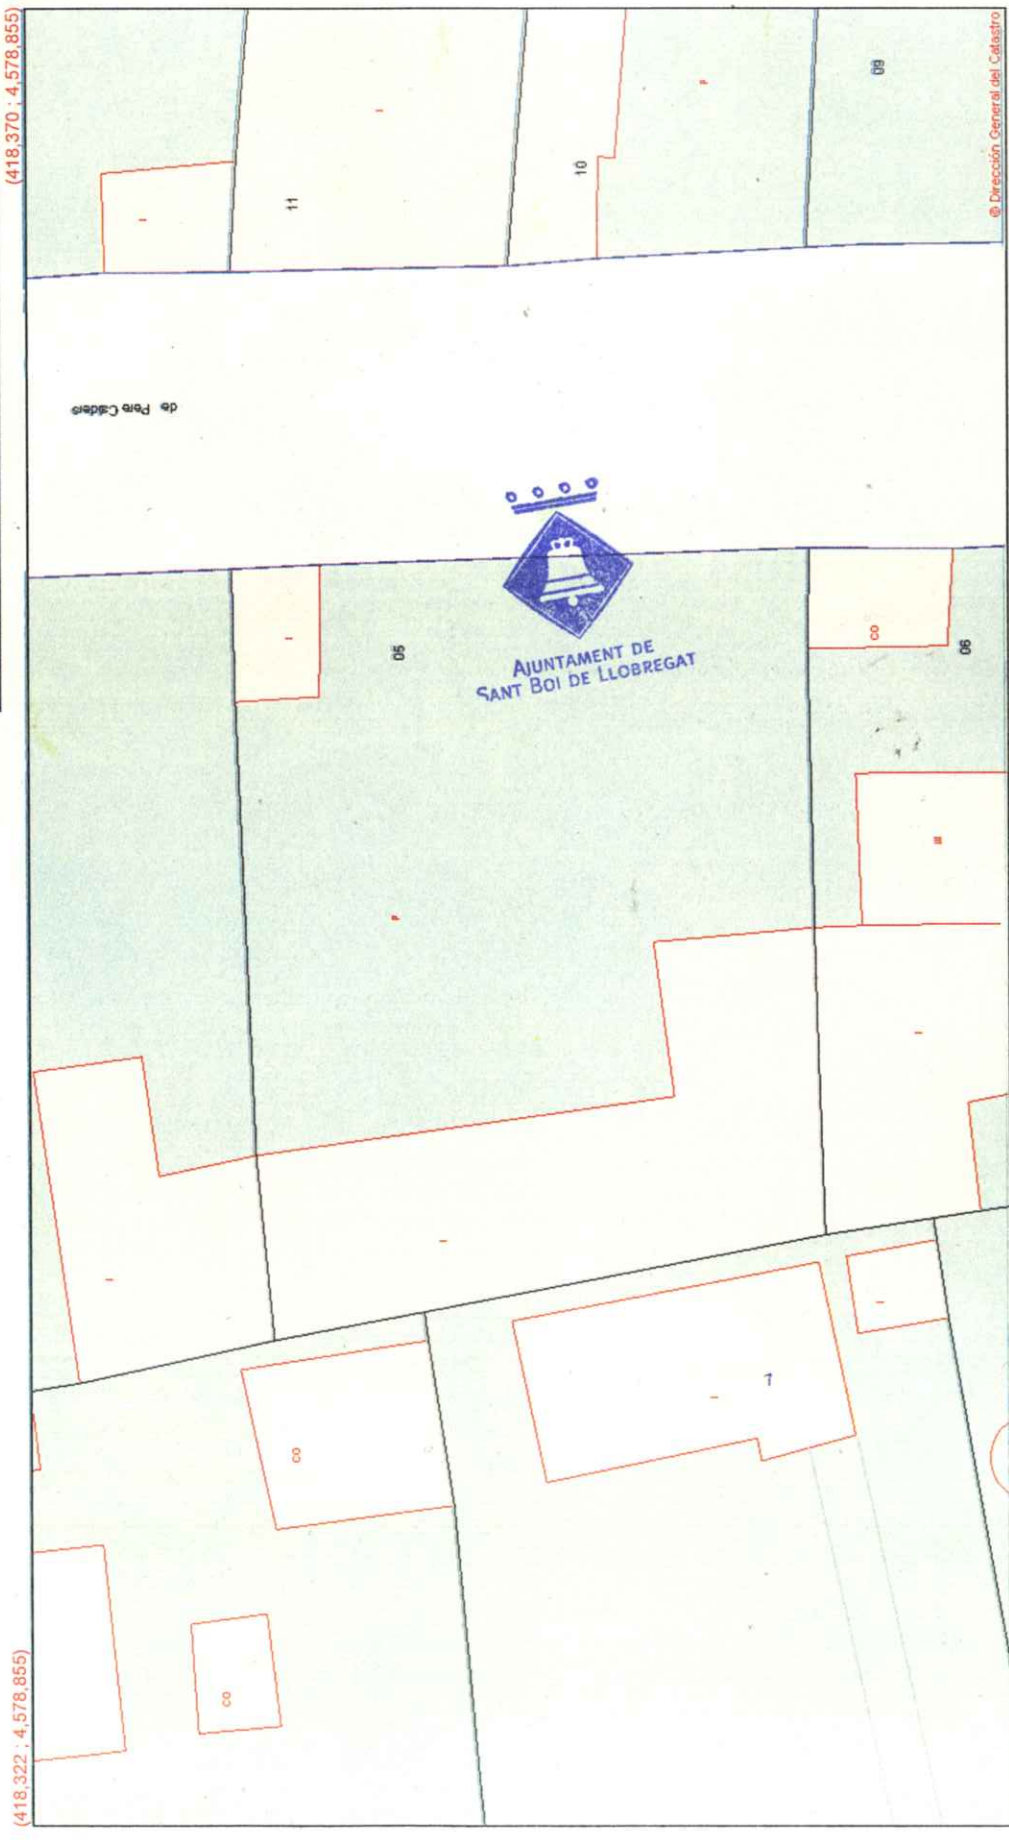 (418,322 ; 4,578,855)
(418,370 ; 4,578,855)
I
11
I
10
P
09
de Pere Calders
I
05
P
CO
06
III
I
I
I
CO
CO
I
7
I
AJUNTAMENT DE
SANT BOI DE LLOBREGAT
© Dirección General del Catastro